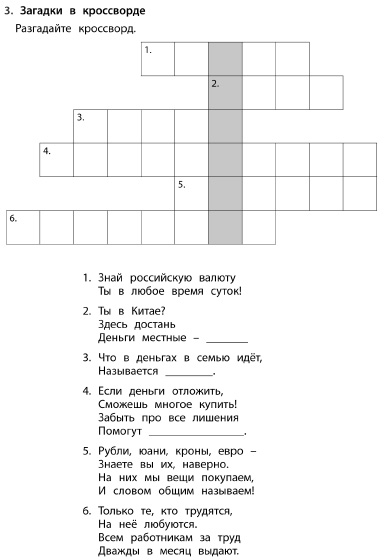 3. Загадки в кроссворде
Разгадайте кроссворд.
1.
2.
3.
4.
5.
6.
1. Знай российскую валюту
Ты в любое время суток!
2. Ты в Китае?
Здесь достань
Деньги местные – _______
3. Что в деньгах в семью идёт,
Называется ________.
4. Если деньги отложить,
Сможешь многое купить!
Забыть про все лишения
Помогут ________________.
5. Рубли, юани, кроны, евро –
Знаете вы их, наверно.
На них мы вещи покупаем,
И словом общим называем!
6. Только те, кто трудятся,
На неё любуются.
Всем работникам за труд
Дважды в месяц выдают.